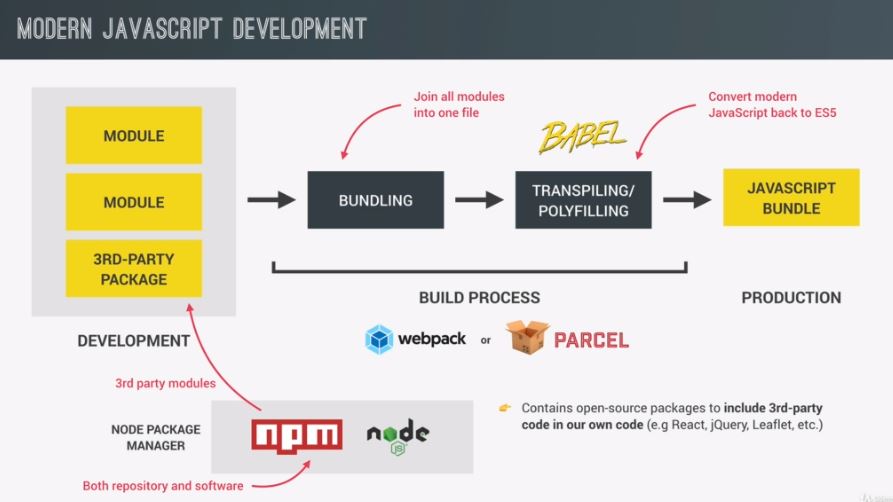 MODERN JAVASCRIPT DEVELOPMENT
MODULE
MODULE
3RD-PARTY
PACKAGE
DEVELOPMENT
Join all modules
into one file
BUNDLING
BABEL
Convert modern
JavaScript back to ES5
TRANSPILING/
POLYFILLING
JAVASCRIPT
BUNDLE
BUILD PROCESS
PRODUCTION
webpack or PARCEL
3rd party modules
NODE PACKAGE
MANAGER
npm
node
JS
Both repository and software
👉 Contains open-source packages to include 3rd-party
code in our own code (e.g React, jQuery, Leaflet, etc.)